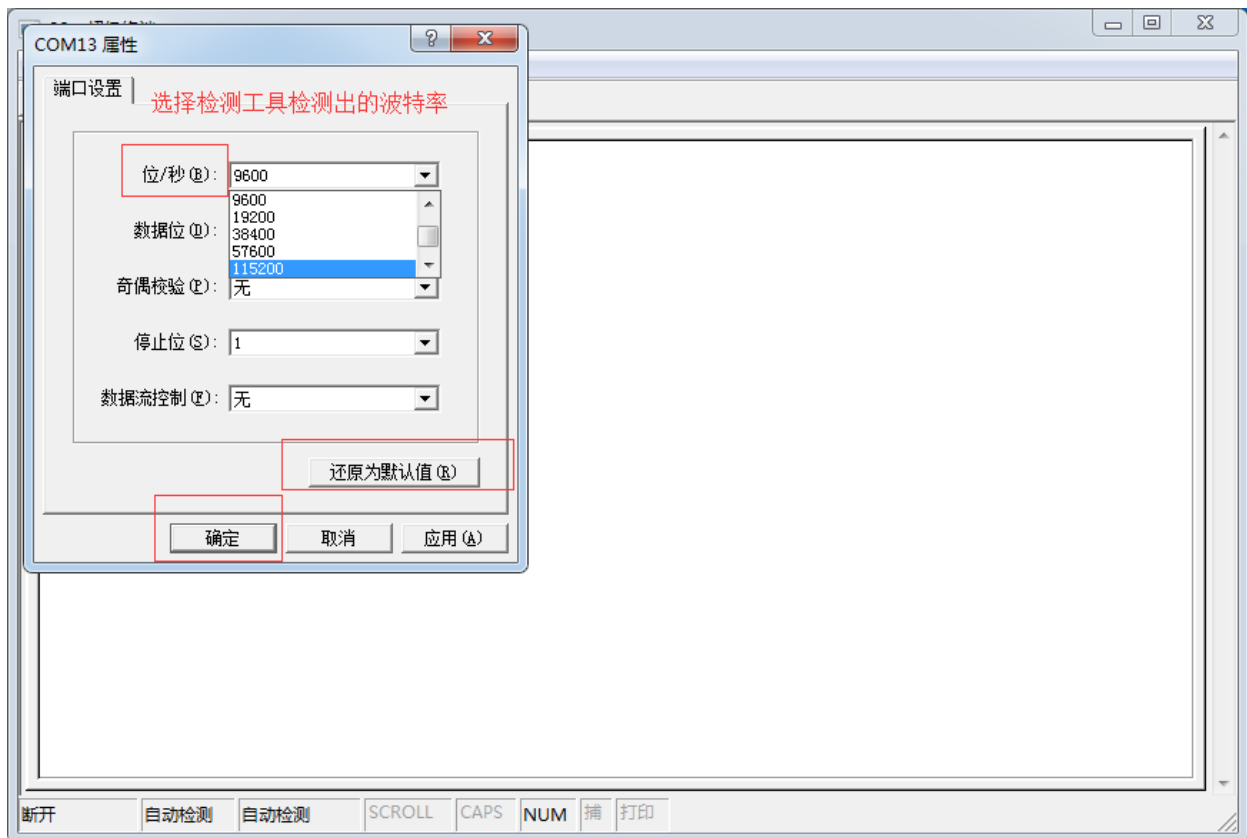 COM13 属性
端口设置
选择检测工具检测出的波特率
位/秒(B): 9600
9600
19200
数据位(D): 38400
57600
115200
奇偶校验(P): 无
停止位(S): 1
数据流控制(F): 无
还原为默认值(R)
确定 取消 应用(A)
断开 自动检测 自动检测 SCROLL CAPS NUM 捕 打印